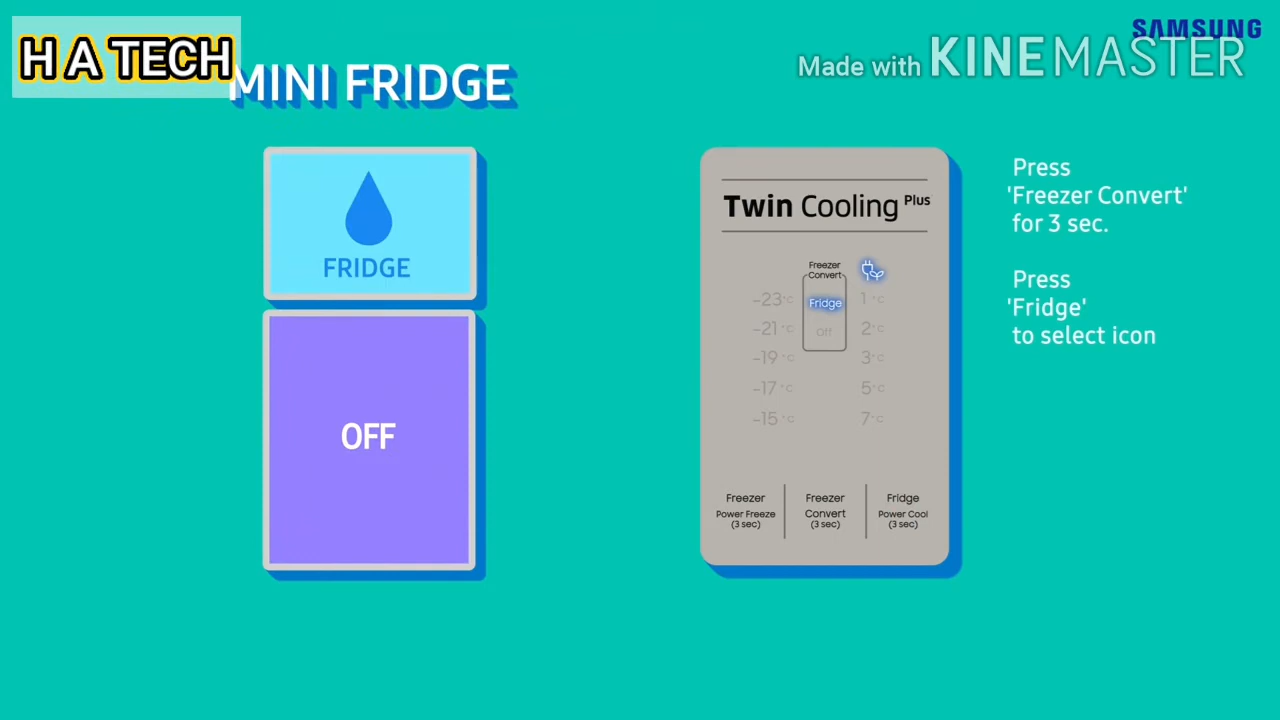 H A TECH
SAMSUNG
Made with KINEMASTER
MINI FRIDGE
FRIDGE
OFF
Twin Cooling Plus
Freezer
Convert
Fridge
Off
-23°C
-21°C
-19°C
-17°C
-15°C
1°C
2°C
3°C
5°C
7°C
Freezer
Power Freeze
(3 sec)
Freezer
Convert
(3 sec)
Fridge
Power Cool
(3 sec)
Press
'Freezer Convert'
for 3 sec.
Press
'Fridge'
to select icon